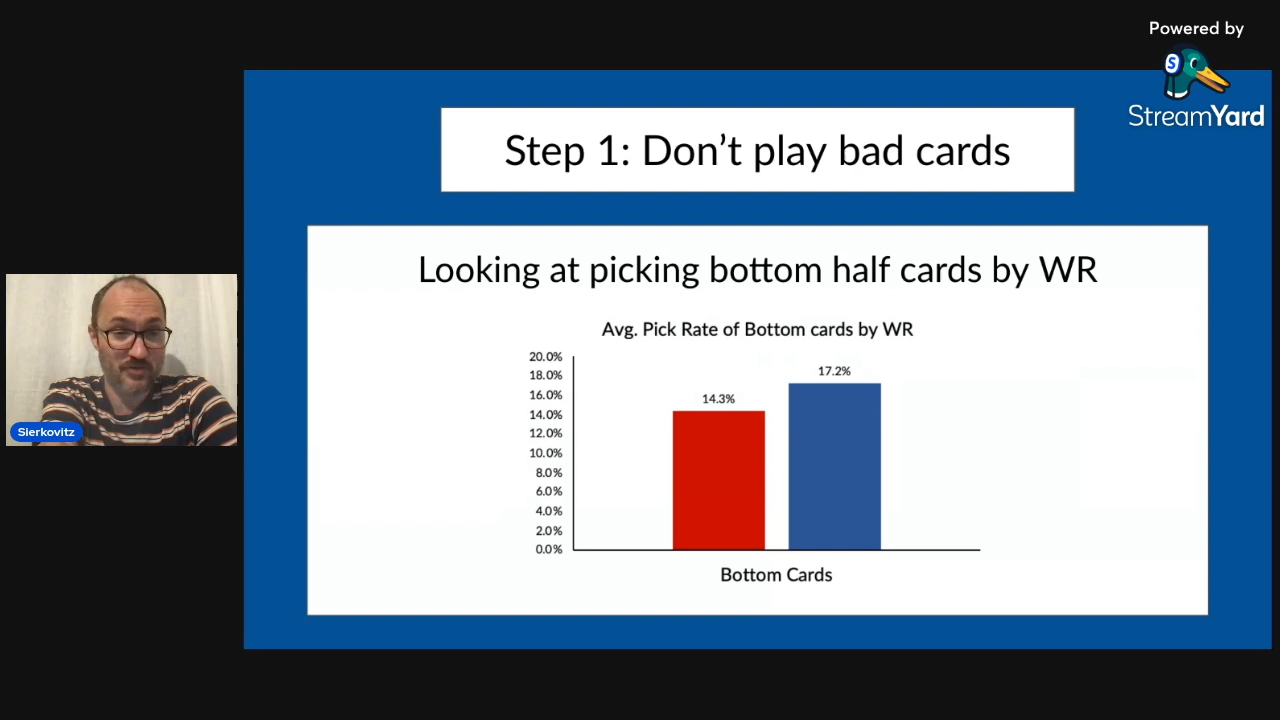 Powered by
S
StreamYard
Step 1: Don't play bad cards
Looking at picking bottom half cards by WR
Avg. Pick Rate of Bottom cards by WR
20.0%
18.0%
16.0%
14.0%
12.0%
10.0%
8.0%
6.0%
4.0%
2.0%
0.0%
14.3%
17.2%
Bottom Cards
Sierkovitz